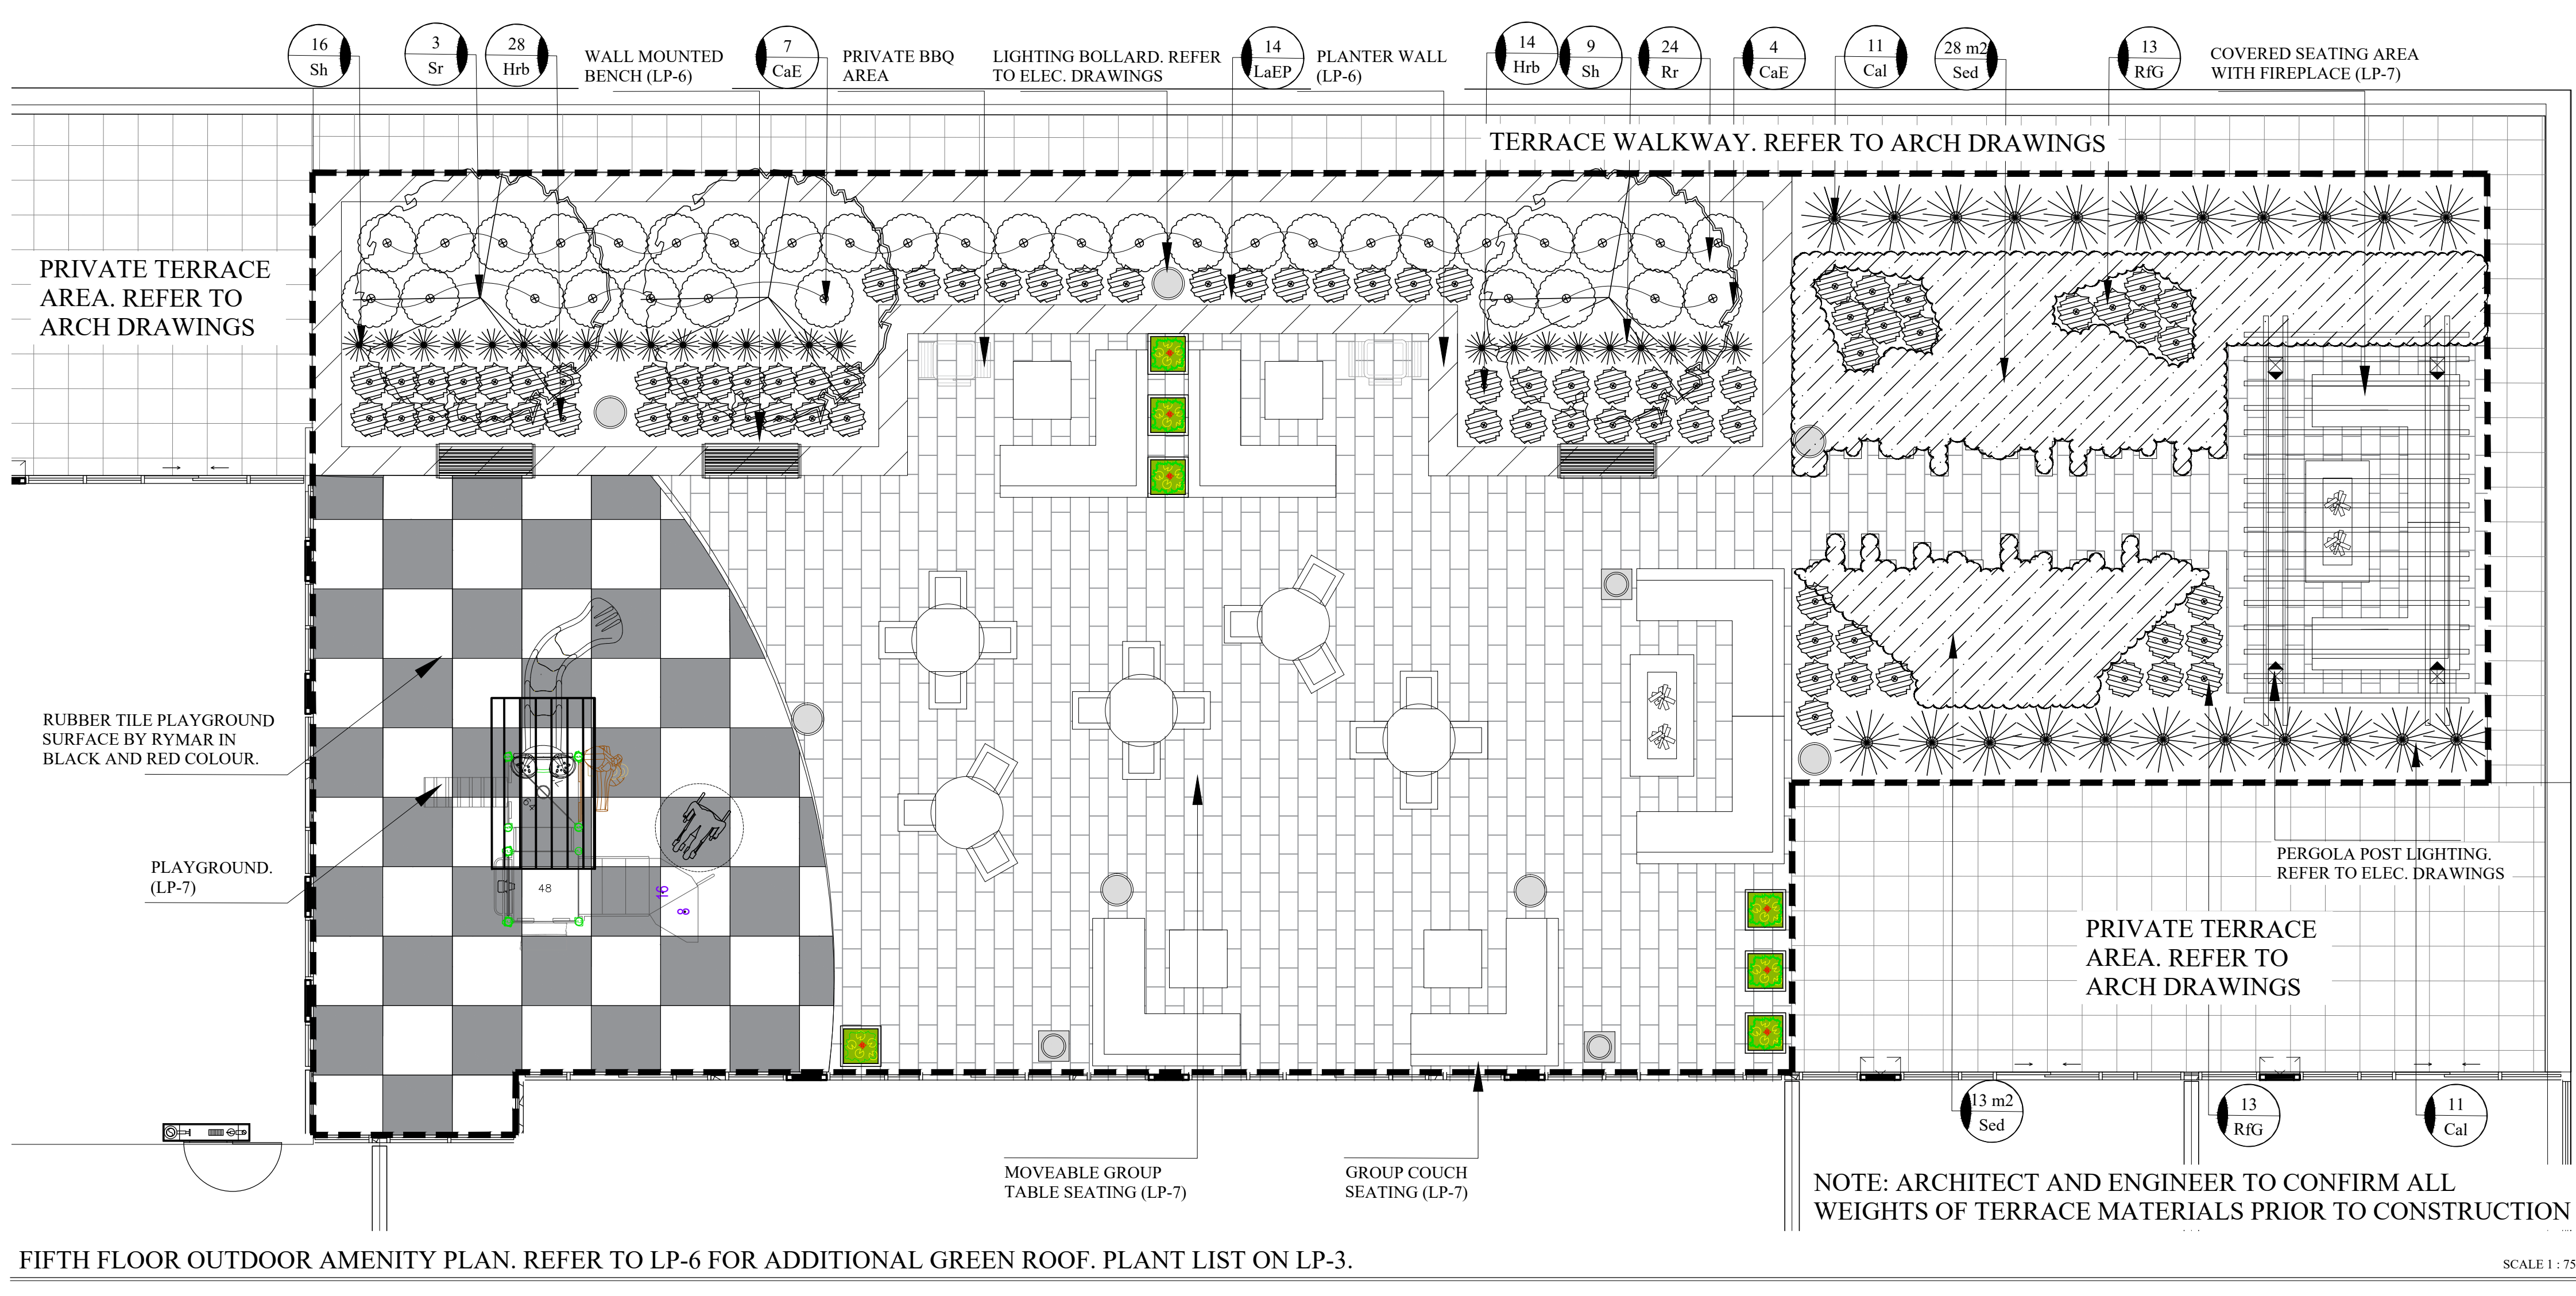 16
Sh
3
Sr
28
Hrb
WALL MOUNTED
BENCH (LP-6)
7
CaE
PRIVATE BBQ
AREA
LIGHTING BOLLARD. REFER
TO ELEC. DRAWINGS
14
LaEP
PLANTER WALL
(LP-6)
14
Hrb
9
Sh
24
Rr
4
CaE
11
Cal
28 m2
Sed
13
RfG
COVERED SEATING AREA
WITH FIREPLACE (LP-7)
TERRACE WALKWAY. REFER TO ARCH DRAWINGS
PRIVATE TERRACE
AREA. REFER TO
ARCH DRAWINGS
RUBBER TILE PLAYGROUND
SURFACE BY RYMAR IN
BLACK AND RED COLOUR.
PLAYGROUND.
(LP-7)
48
16
8
PERGOLA POST LIGHTING.
REFER TO ELEC. DRAWINGS
PRIVATE TERRACE
AREA. REFER TO
ARCH DRAWINGS
13 m2
Sed
13
RfG
11
Cal
MOVEABLE GROUP
TABLE SEATING (LP-7)
GROUP COUCH
SEATING (LP-7)
NOTE: ARCHITECT AND ENGINEER TO CONFIRM ALL
WEIGHTS OF TERRACE MATERIALS PRIOR TO CONSTRUCTION
FIFTH FLOOR OUTDOOR AMENITY PLAN. REFER TO LP-6 FOR ADDITIONAL GREEN ROOF. PLANT LIST ON LP-3.
SCALE 1 : 75